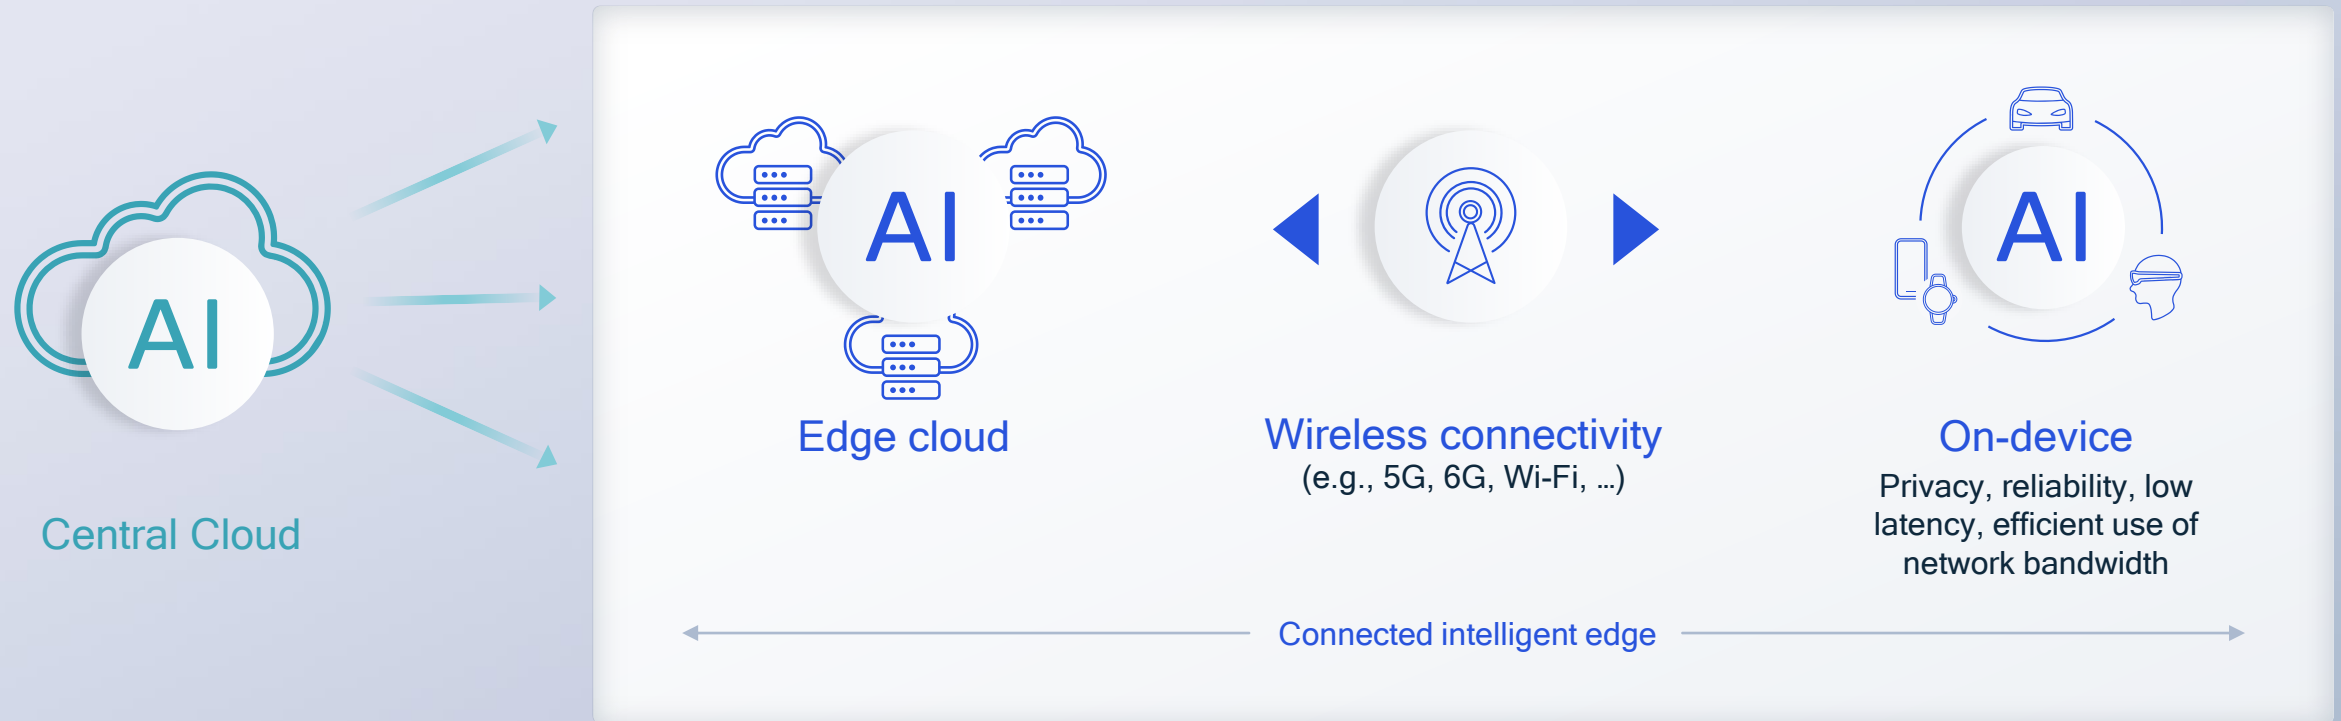 AI
Central Cloud
AI
Edge cloud
Wireless connectivity
(e.g., 5G, 6G, Wi-Fi, ...)
AI
On-device
Privacy, reliability, low
latency, efficient use of
network bandwidth
Connected intelligent edge